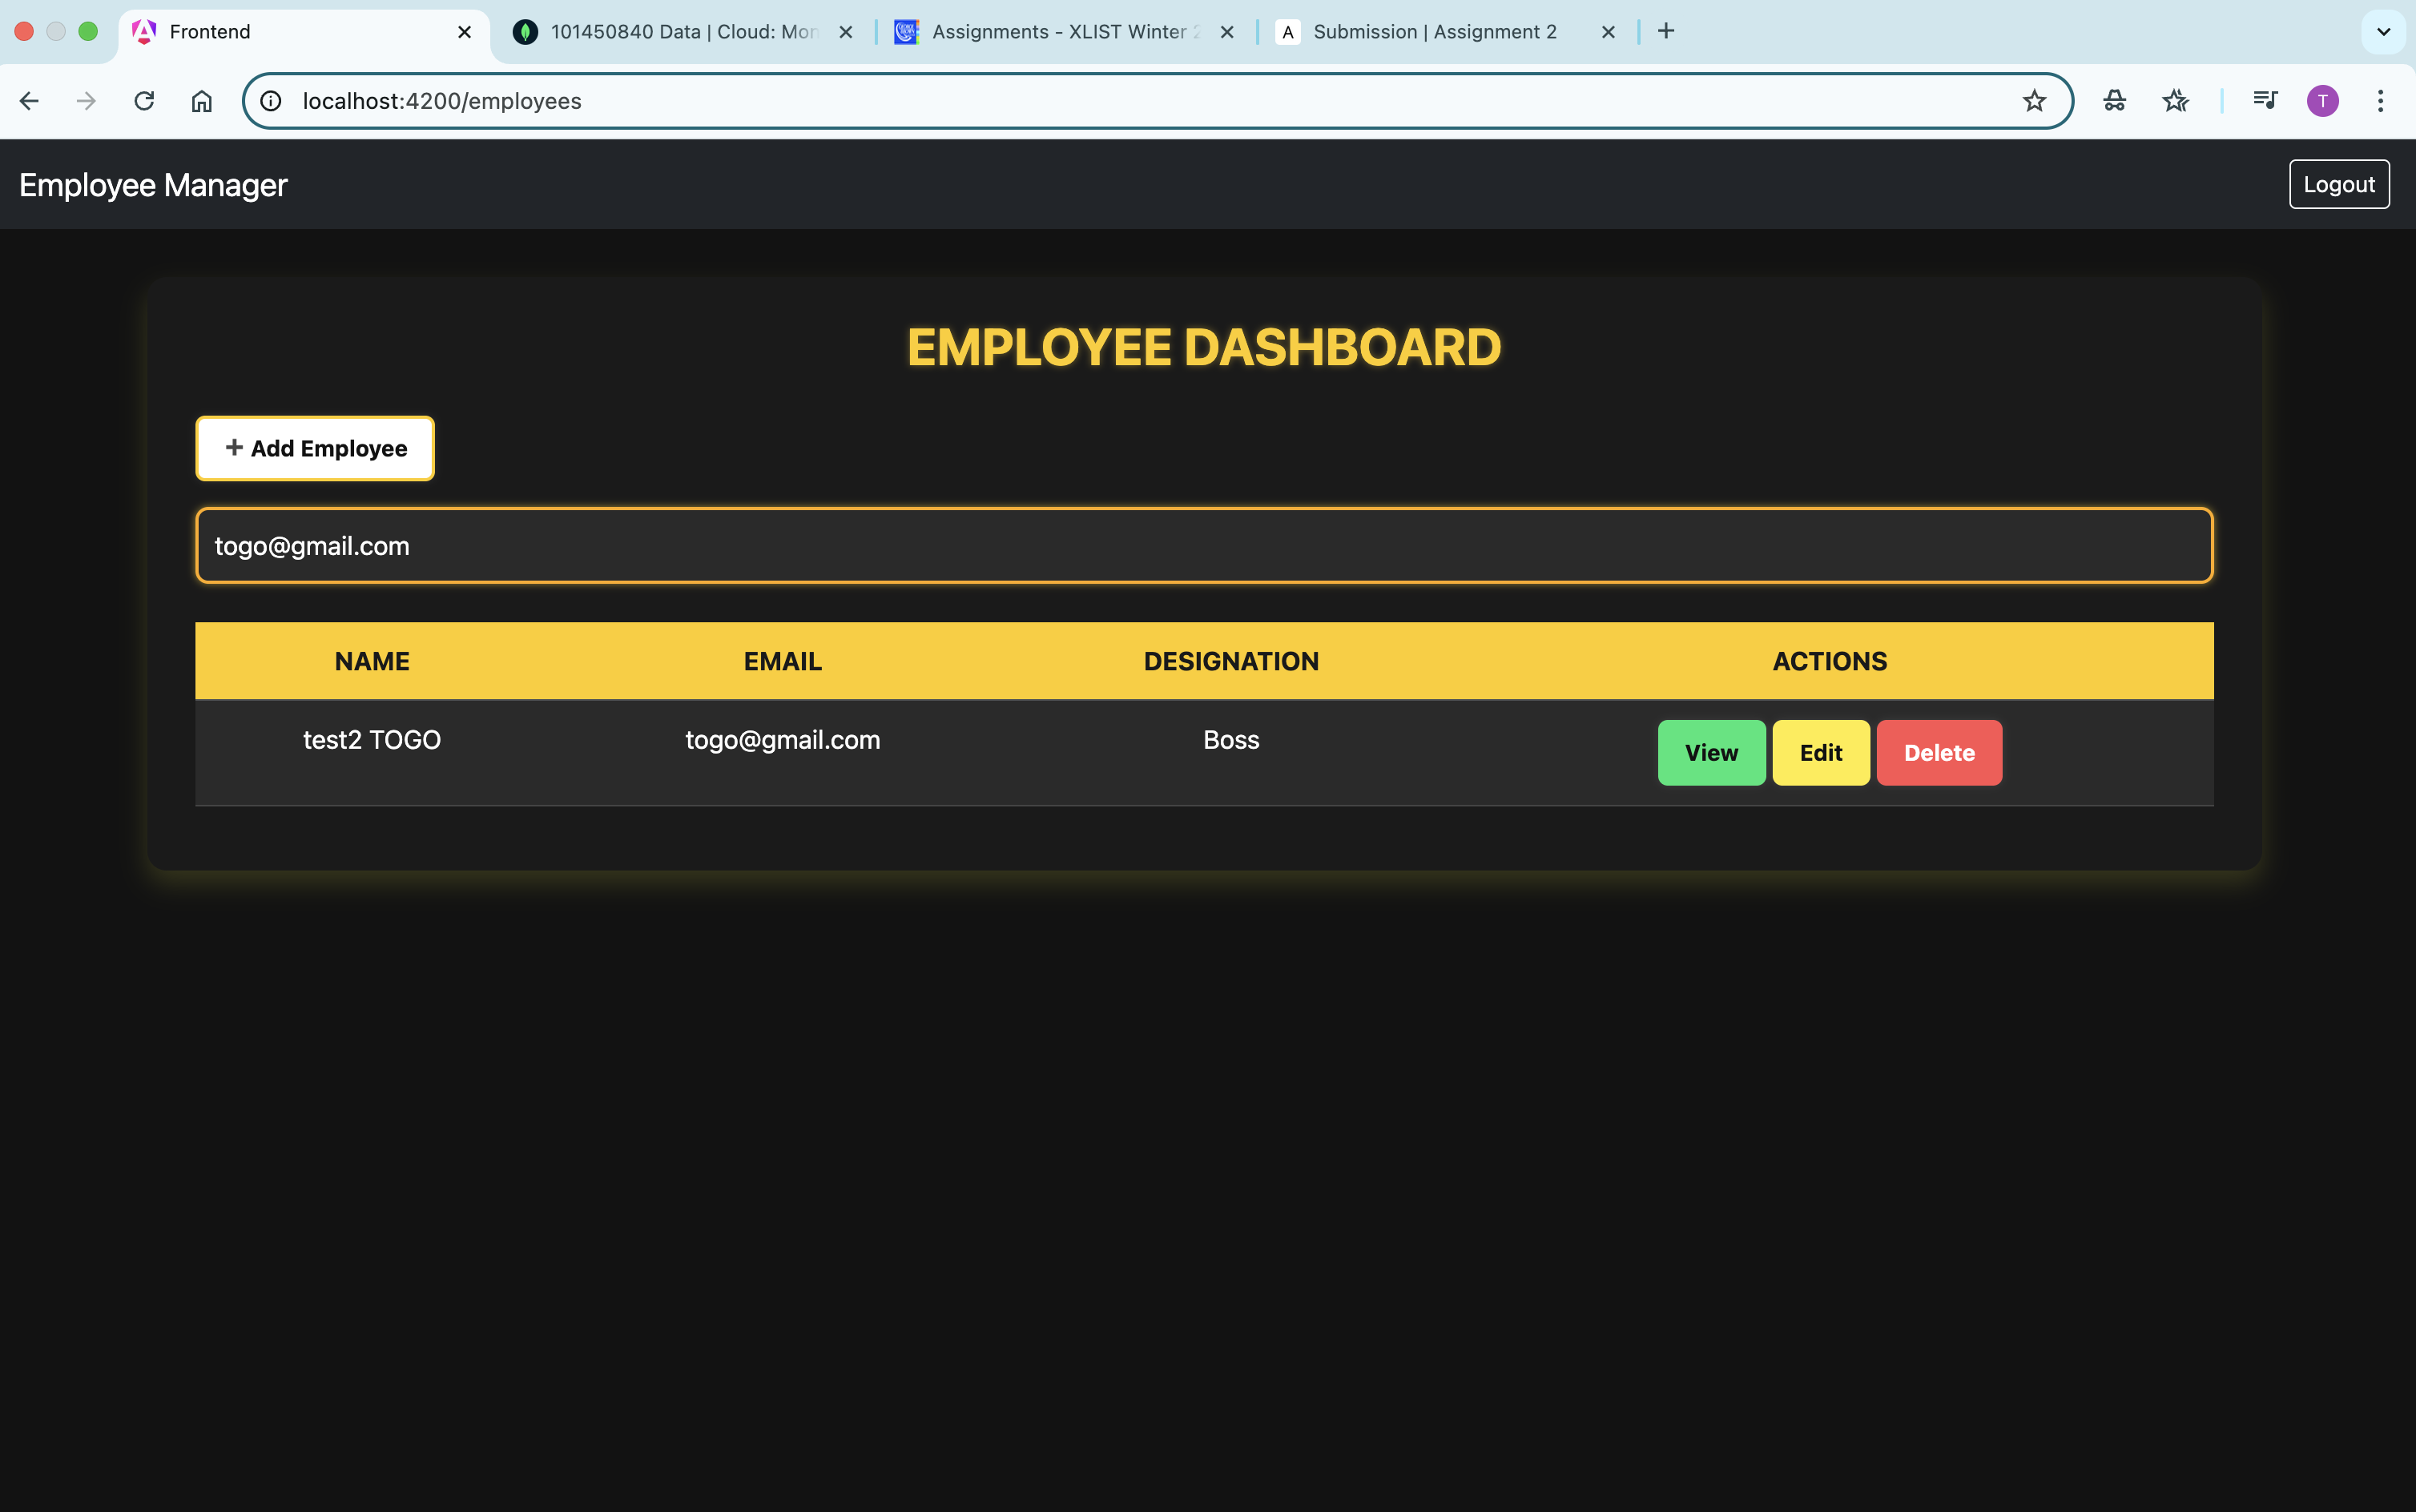 Frontend
101450840 Data | Cloud: Mon
Assignments - XLIST Winter 2
A
Submission | Assignment 2
localhost:4200/employees
T
Employee Manager
Logout
EMPLOYEE DASHBOARD
+ Add Employee
togo@gmail.com
NAME EMAIL DESIGNATION ACTIONS
test2 TOGO togo@gmail.com Boss View Edit Delete